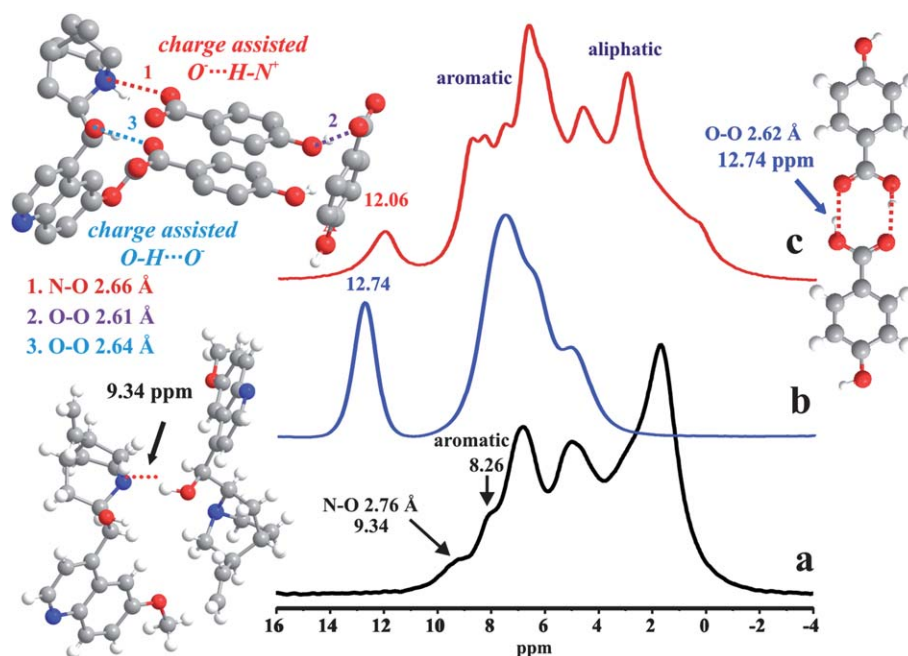 charge assisted
O⁻···H-N⁺
1
3
2
12.06
charge assisted
O-H···O⁻
1. N-O 2.66 Å
2. O-O 2.61 Å
3. O-O 2.64 Å
9.34 ppm
aromatic
aliphatic
c
O-O 2.62 Å
12.74 ppm
12.74
b
aromatic
8.26
N-O 2.76 Å
9.34
a
16 14 12 10 8 6 4 2 0 -2 -4
ppm